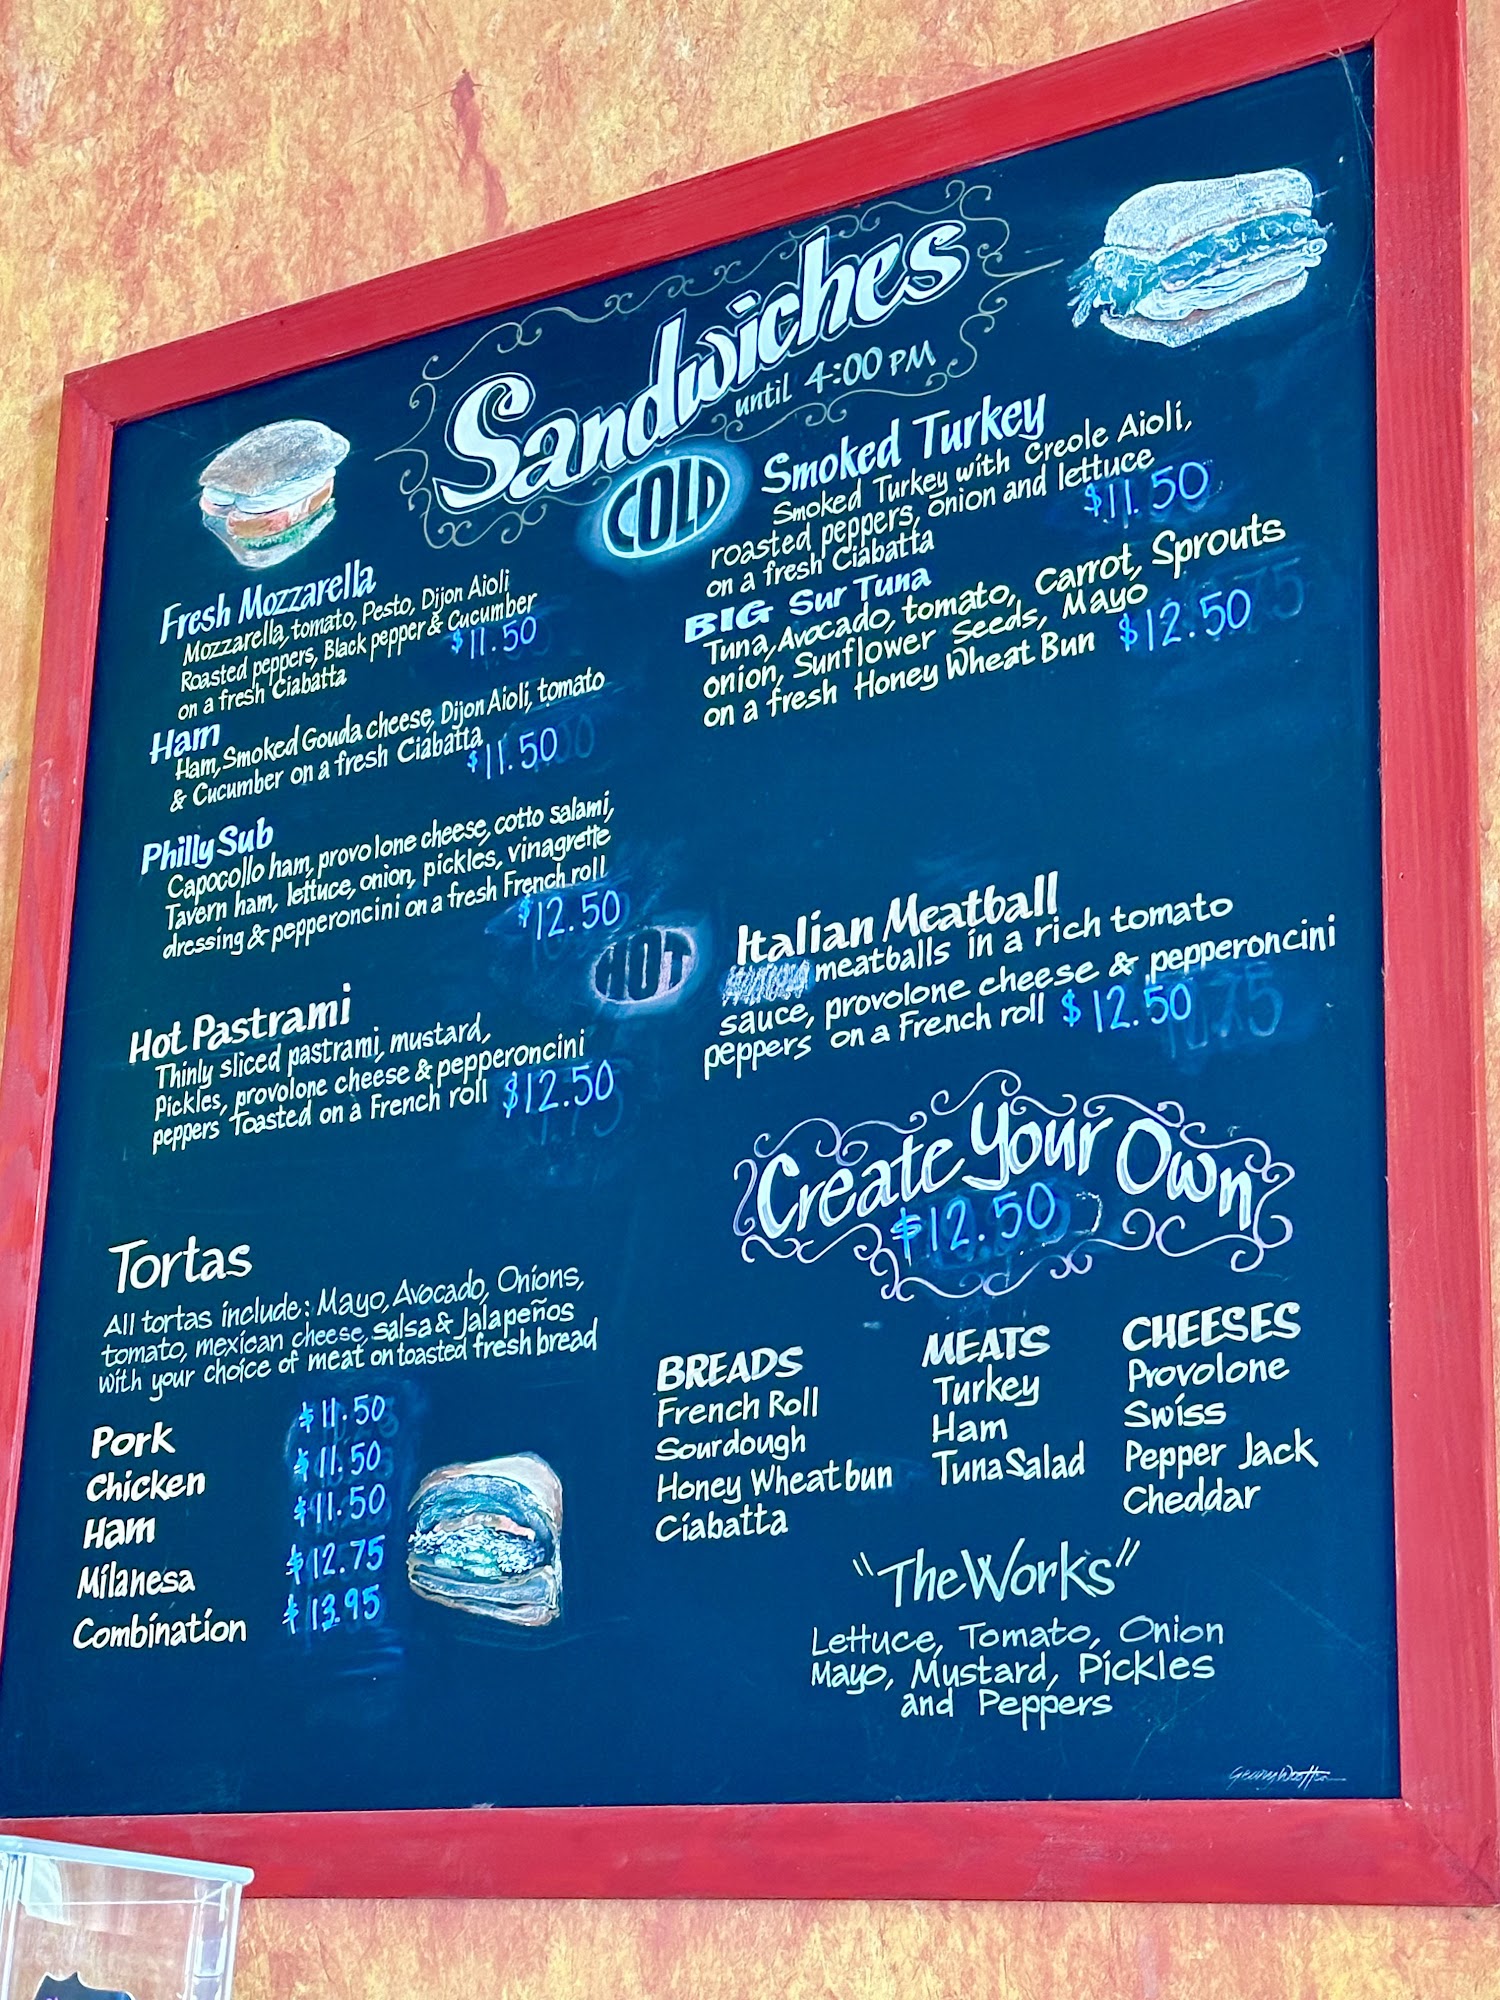 Sandwiches
until 4:00 PM
COLD
Fresh Mozzarella
Mozzarella, tomato, Pesto, Dijon Aioli
Roasted peppers, Black pepper & Cucumber
on a fresh Ciabatta
$11.50
Ham
Ham, Smoked Gouda cheese, Dijon Aioli, tomato
& Cucumber on a fresh Ciabatta
$11.50
Philly Sub
Capocollo ham, provolone cheese, cotto salami,
Tavern ham, lettuce, onion, pickles, vinagrette
dressing & pepperoncini on a fresh French roll
$12.50
Smoked Turkey
Smoked Turkey with Creole Aioli,
roasted peppers, onion and lettuce
on a fresh Ciabatta
$11.50
BIG Sur Tuna
Tuna, Avocado, tomato, Carrot, Sprouts
onion, Sunflower Seeds, Mayo
on a fresh Honey Wheat Bun $12.50
HOT
Hot Pastrami
Thinly sliced pastrami, mustard,
Pickles, provolone cheese & pepperoncini
peppers Toasted on a French roll $12.50
Italian Meatball
meatballs in a rich tomato
sauce, provolone cheese & pepperoncini
peppers on a French roll $12.50
Tortas
All tortas include: Mayo, Avocado, Onions,
tomato, mexican cheese, salsa & Jalapeños
with your choice of meat on toasted fresh bread
Pork $11.50
Chicken $11.50
Ham $11.50
Milanesa $12.75
Combination $13.95
Create Your Own
$12.50
BREADS
French Roll
Sourdough
Honey Wheat bun
Ciabatta
MEATS
Turkey
Ham
Tuna Salad
CHEESES
Provolone
Swiss
Pepper Jack
Cheddar
"The Works"
Lettuce, Tomato, Onion
Mayo, Mustard, Pickles
and Peppers